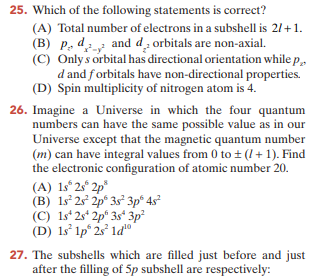 25. Which of the following statements is correct?
(A) Total number of electrons in a subshell is 2l + 1.
(B) pz, dx²–y² and dz² orbitals are non-axial.
(C) Only s orbital has directional orientation while p,
d and f orbitals have non-directional properties.
(D) Spin multiplicity of nitrogen atom is 4.
26. Imagine a Universe in which the four quantum
numbers can have the same possible value as in our
Universe except that the magnetic quantum number
(m) can have integral values from 0 to ± (l + 1). Find
the electronic configuration of atomic number 20.
(A) 1s⁶ 2s⁶ 2p⁸
(B) 1s² 2s² 2p⁶ 3s² 3p⁶ 4s²
(C) 1s⁴ 2s⁴ 2p⁶ 3s⁴ 3p²
(D) 1s² 1p⁶ 2s² 1d¹⁰
27. The subshells which are filled just before and just
after the filling of 5p subshell are respectively: